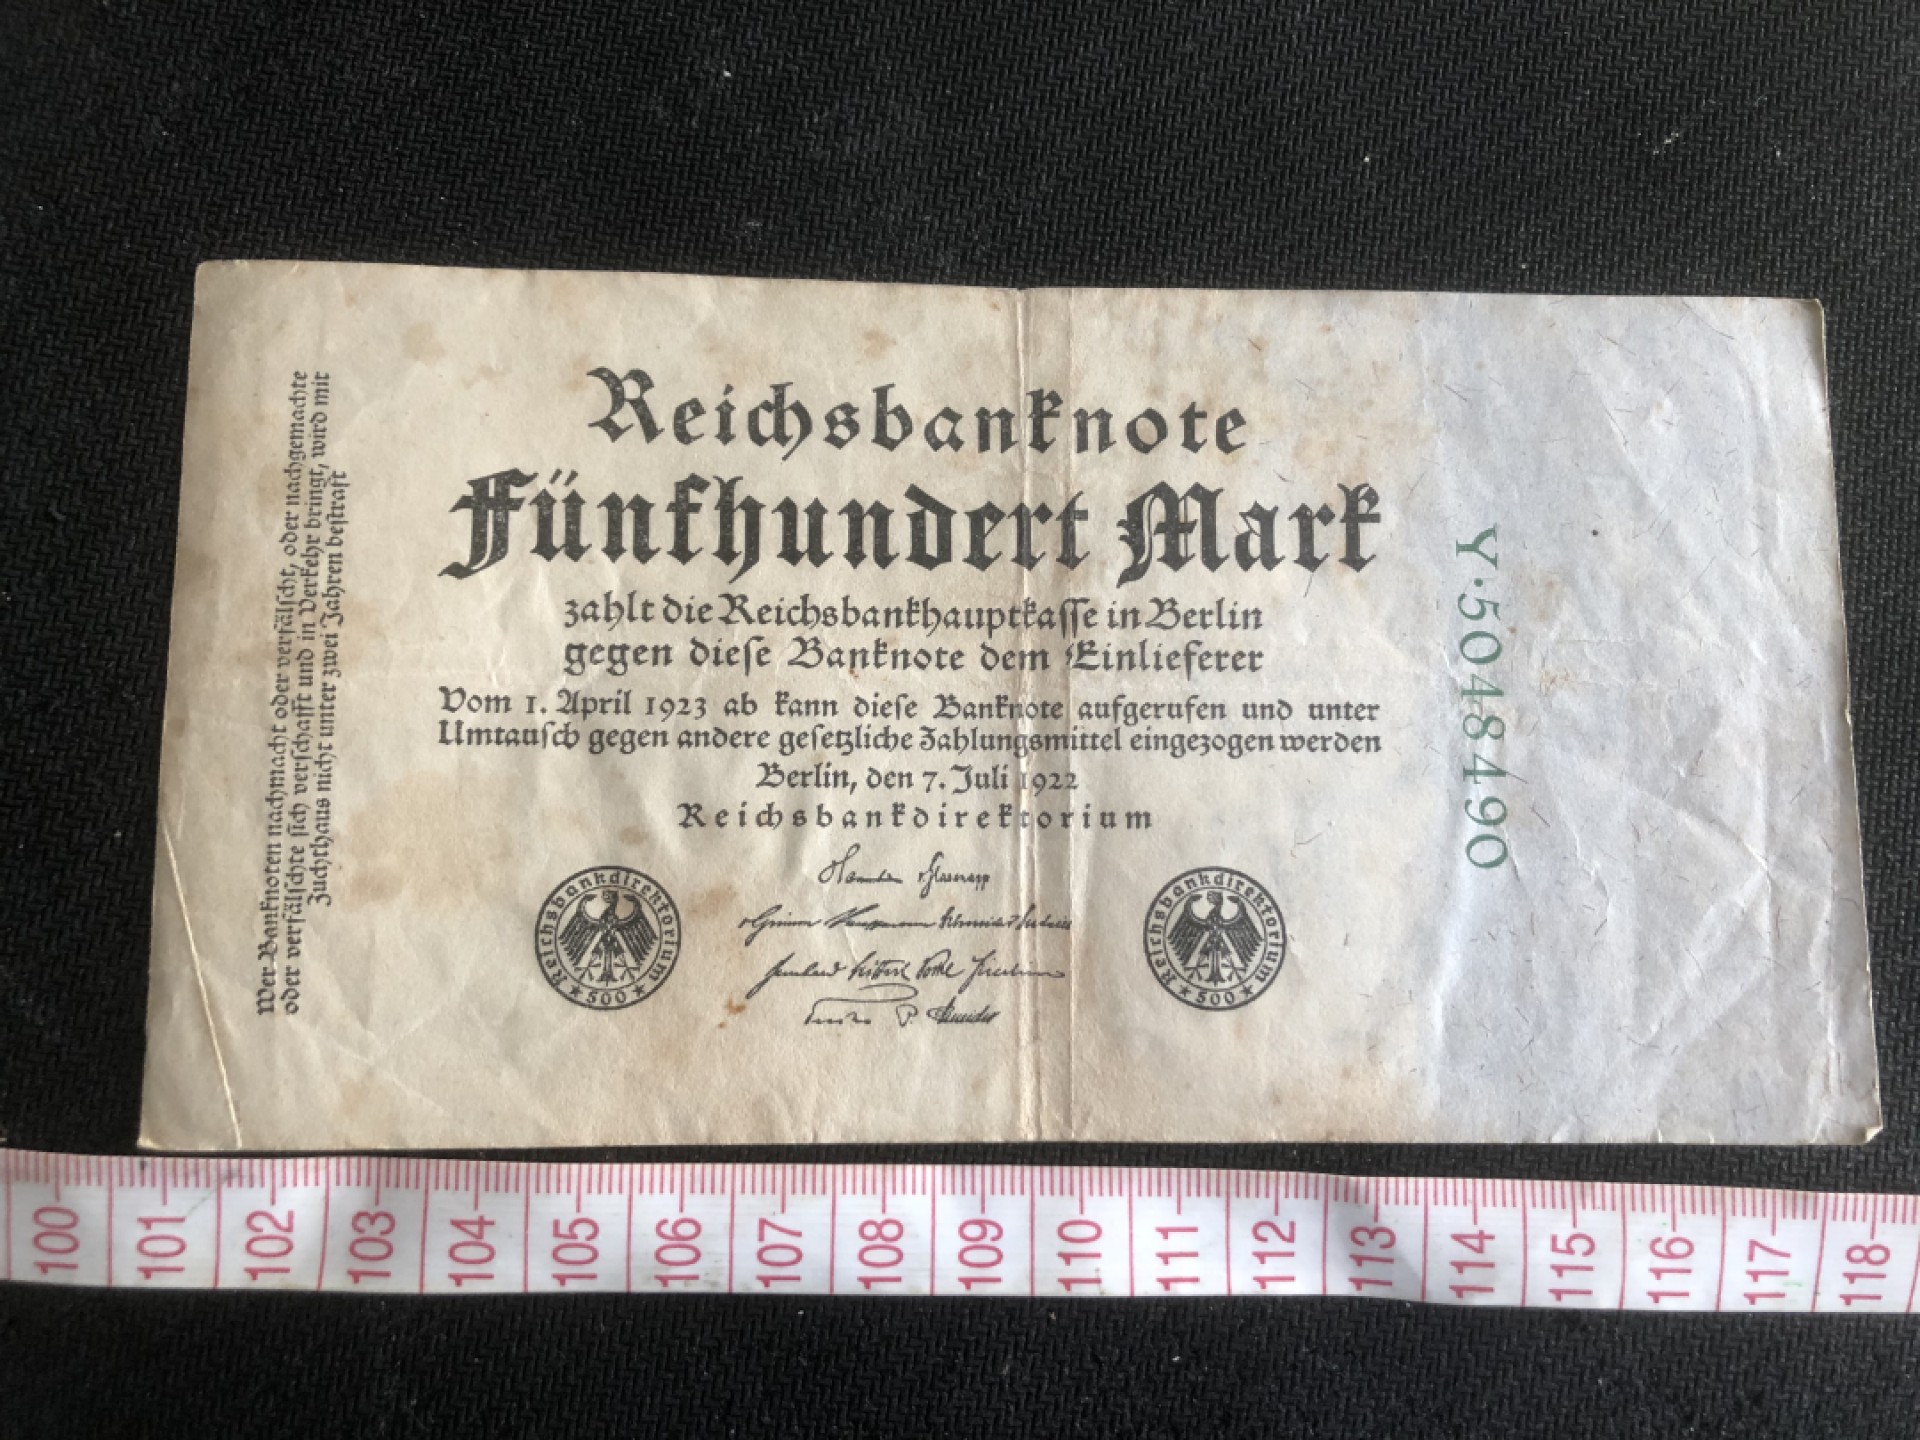 Reichsbanknote
Fünfhundert Mark
zahlt die Reichsbankhauptkasse in Berlin
gegen diese Banknote dem Einlieferer
Vom 1. April 1923 ab kann diese Banknote aufgerufen und unter
Umtausch gegen andere gesetzliche Zahlungsmittel eingezogen werden
Berlin, den 7. Juli 1922
Reichsbankdirektorium
Reichsbankdirektorium
* 500 *
Reichsbankdirektorium
* 500 *
Wer Banknoten nachmacht oder verfälscht, oder nachgemachte
oder verfälschte sich verschafft und in Verkehr bringt, wird mit
Zuchthaus nicht unter zwei Jahren bestraft
Y·5048490
100 101 102 103 104 105 106 107 108 109 110 111 112 113 114 115 116 117 118